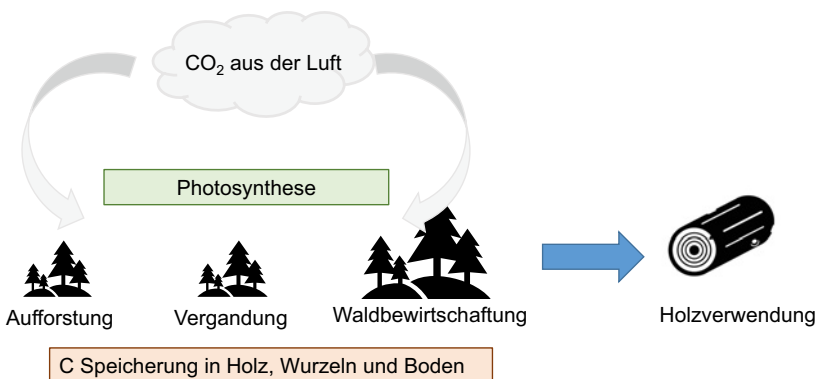 CO₂ aus der Luft
Photosynthese
Aufforstung
Vergandung
Waldbewirtschaftung
Holzverwendung
C Speicherung in Holz, Wurzeln und Boden